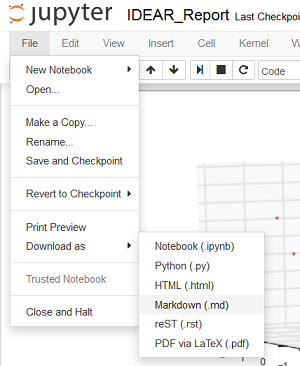 jupyter IDEAR_Report Last Checkpoi
File Edit View Insert Cell Kernel W
New Notebook
Open...
Code
Make a Copy...
Rename...
Save and Checkpoint
Revert to Checkpoint
Print Preview
Download as
Notebook (.ipynb)
Python (.py)
Trusted Notebook
HTML (.html)
Markdown (.md)
Close and Halt
reST (.rst)
PDF via LaTeX (.pdf)
-1